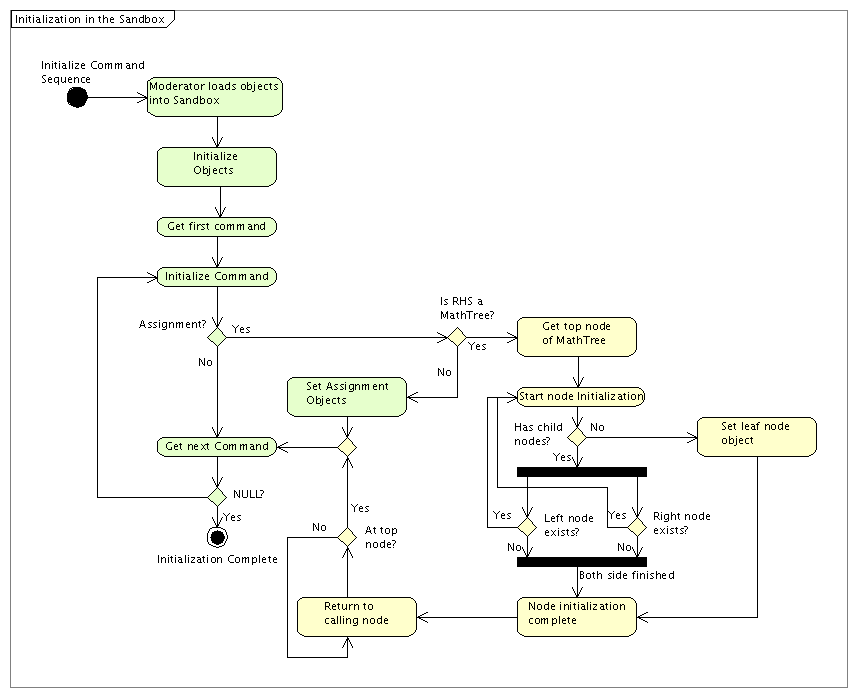 Initialization in the Sandbox
Initialize Command
Sequence
Moderator loads objects
into Sandbox
Initialize
Objects
Get first command
Initialize Command
Assignment?
Yes
No
Is RHS a
MathTree?
Yes
No
Get top node
of MathTree
Set Assignment
Objects
Start node Initialization
Has child
nodes?
No
Yes
Set leaf node
object
Get next Command
NULL?
Yes
Initialization Complete
Yes
No
At top
node?
Yes
Left node
exists?
No
Yes
Right node
exists?
No
Both side finished
Return to
calling node
Node initialization
complete